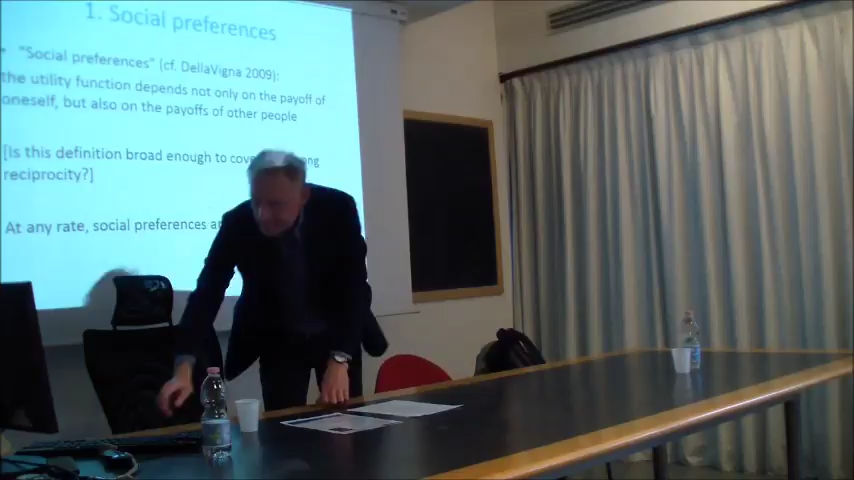 1. Social preferences
• "Social preferences" (cf. DellaVigna 2009):
the utility function depends not only on the payoff of
oneself, but also on the payoffs of other people
[Is this definition broad enough to
reciprocity?]
At any rate, social preferences